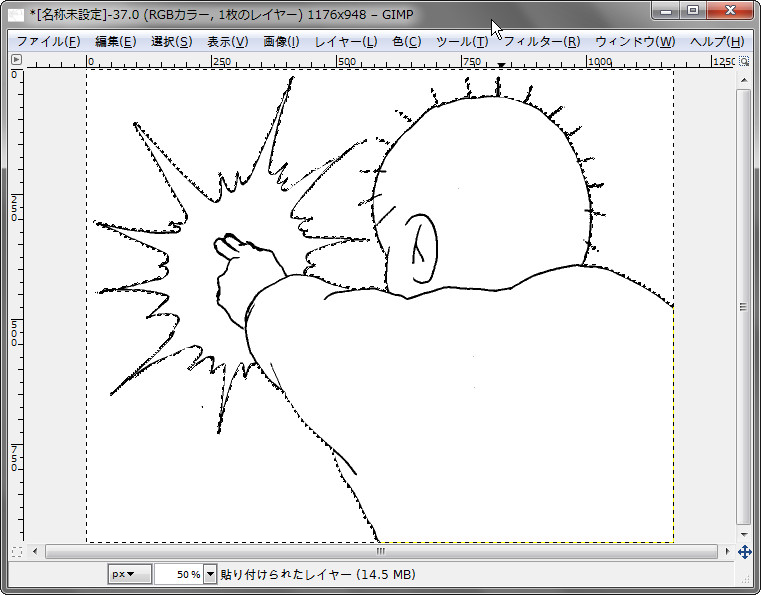 *[名称未設定]-37.0 (RGBカラー, 1枚のレイヤー) 1176x948 – GIMP
ファイル(F) 編集(E) 選択(S) 表示(V) 画像(I) レイヤー(L) 色(C) ツール(T) フィルター(R) ウィンドウ(W) ヘルプ(H)
0 250 500 750 1000 1250
0
250
500
750
px 50 % 貼り付けられたレイヤー (14.5 MB)